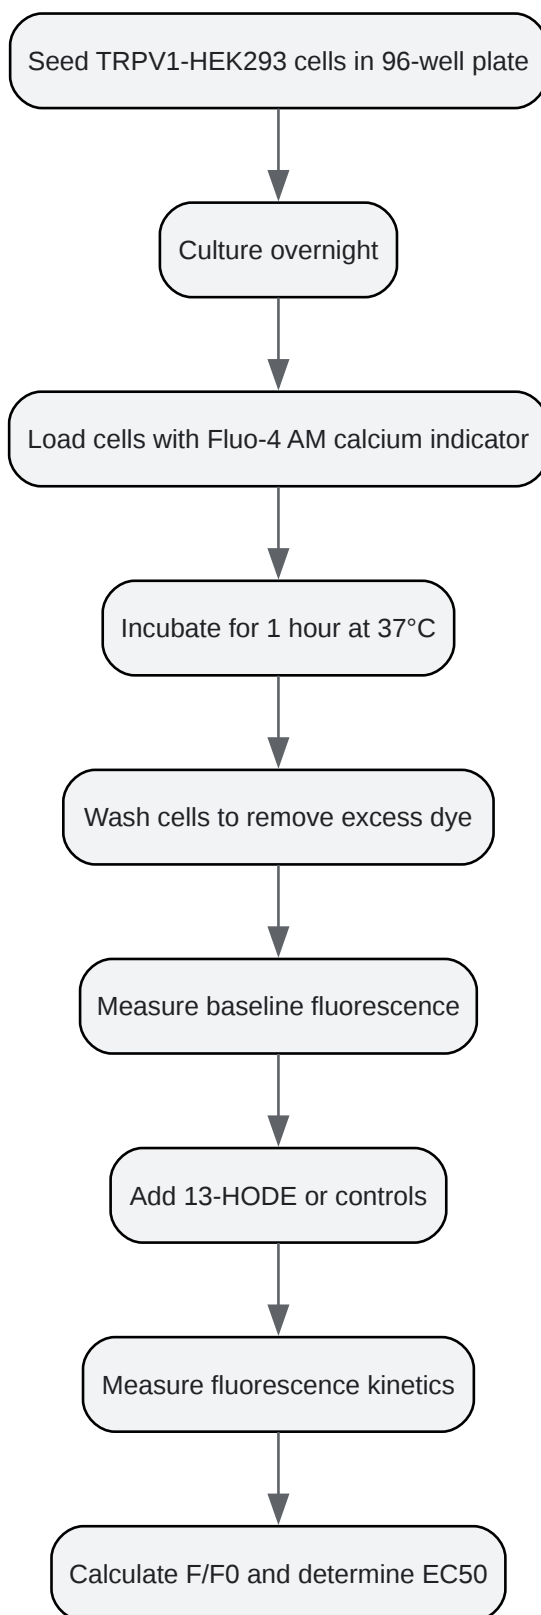 Seed TRPV1-HEK293 cells in 96-well plate
Culture overnight
Load cells with Fluo-4 AM calcium indicator
Incubate for 1 hour at 37°C
Wash cells to remove excess dye
Measure baseline fluorescence
Add 13-HODE or controls
Measure fluorescence kinetics
Calculate F/F0 and determine EC50